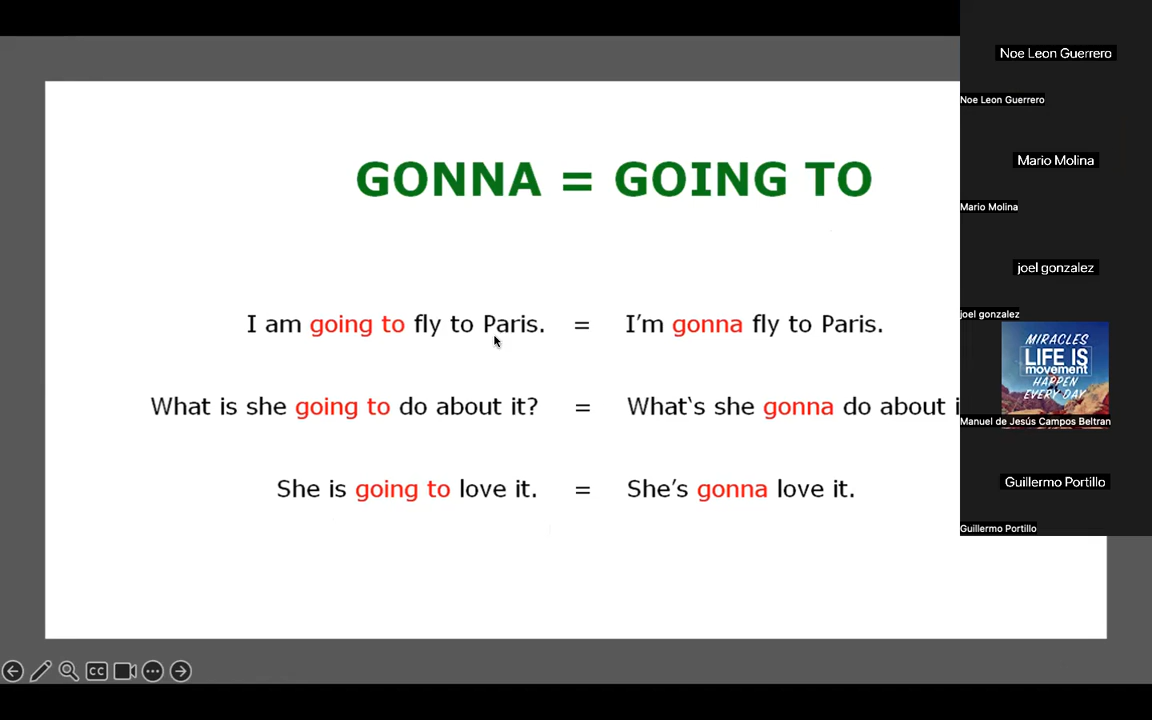 GONNA = GOING TO
I am going to fly to Paris. = I'm gonna fly to Paris.
What is she going to do about it? = What‛s she gonna do about i
She is going to love it. = She's gonna love it.
Noe Leon Guerrero
Noe Leon Guerrero
Mario Molina
Mario Molina
joel gonzalez
joel gonzalez
MIRACLES
LIFE IS
movement
HAPPEN
EVERY DAY
Manuel de Jesús Campos Beltran
Guillermo Portillo
Guillermo Portillo
CC